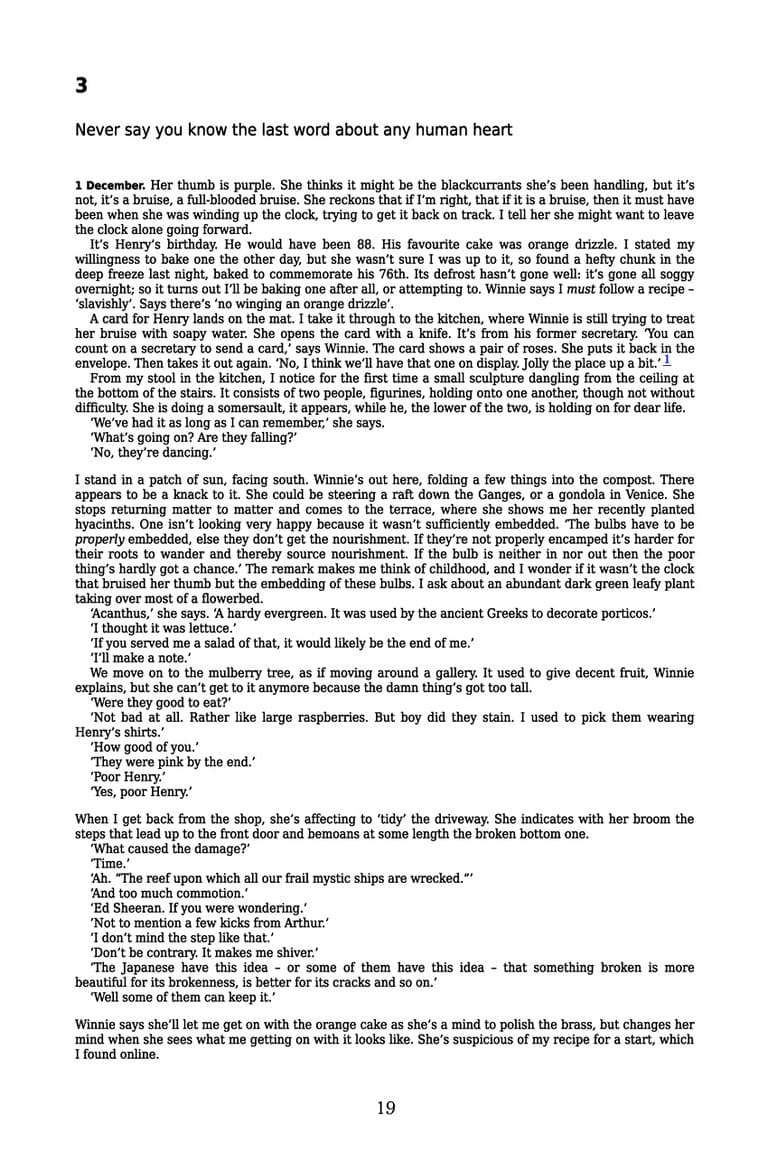 3
Never say you know the last word about any human heart
1 December. Her thumb is purple. She thinks it might be the blackcurrants she’s been handling, but it’s
not, it’s a bruise, a full-blooded bruise. She reckons that if I’m right, that if it is a bruise, then it must have
been when she was winding up the clock, trying to get it back on track. I tell her she might want to leave
the clock alone going forward.
It’s Henry’s birthday. He would have been 88. His favourite cake was orange drizzle. I stated my
willingness to bake one the other day, but she wasn’t sure I was up to it, so found a hefty chunk in the
deep freeze last night, baked to commemorate his 76th. Its defrost hasn’t gone well: it’s gone all soggy
overnight; so it turns out I’ll be baking one after all, or attempting to. Winnie says I must follow a recipe –
‘slavishly’. Says there’s ‘no winging an orange drizzle’.
A card for Henry lands on the mat. I take it through to the kitchen, where Winnie is still trying to treat
her bruise with soapy water. She opens the card with a knife. It’s from his former secretary. ‘You can
count on a secretary to send a card,’ says Winnie. The card shows a pair of roses. She puts it back in the
envelope. Then takes it out again. ‘No, I think we’ll have that one on display. Jolly the place up a bit.’ 1
From my stool in the kitchen, I notice for the first time a small sculpture dangling from the ceiling at
the bottom of the stairs. It consists of two people, figurines, holding onto one another, though not without
difficulty. She is doing a somersault, it appears, while he, the lower of the two, is holding on for dear life.
‘We’ve had it as long as I can remember,’ she says.
‘What’s going on? Are they falling?’
‘No, they’re dancing.’
I stand in a patch of sun, facing south. Winnie’s out here, folding a few things into the compost. There
appears to be a knack to it. She could be steering a raft down the Ganges, or a gondola in Venice. She
stops returning matter to matter and comes to the terrace, where she shows me her recently planted
hyacinths. One isn’t looking very happy because it wasn’t sufficiently embedded. ‘The bulbs have to be
properly embedded, else they don’t get the nourishment. If they’re not properly encamped it’s harder for
their roots to wander and thereby source nourishment. If the bulb is neither in nor out then the poor
thing’s hardly got a chance.’ The remark makes me think of childhood, and I wonder if it wasn’t the clock
that bruised her thumb but the embedding of these bulbs. I ask about an abundant dark green leafy plant
taking over most of a flowerbed.
‘Acanthus,’ she says. ‘A hardy evergreen. It was used by the ancient Greeks to decorate porticos.’
‘I thought it was lettuce.’
‘If you served me a salad of that, it would likely be the end of me.’
‘I’ll make a note.’
We move on to the mulberry tree, as if moving around a gallery. It used to give decent fruit, Winnie
explains, but she can’t get to it anymore because the damn thing’s got too tall.
‘Were they good to eat?’
‘Not bad at all. Rather like large raspberries. But boy did they stain. I used to pick them wearing
Henry’s shirts.’
‘How good of you.’
‘They were pink by the end.’
‘Poor Henry.’
‘Yes, poor Henry.’
When I get back from the shop, she’s affecting to ‘tidy’ the driveway. She indicates with her broom the
steps that lead up to the front door and bemoans at some length the broken bottom one.
‘What caused the damage?’
‘Time.’
‘Ah. “The reef upon which all our frail mystic ships are wrecked.”’
‘And too much commotion.’
‘Ed Sheeran. If you were wondering.’
‘Not to mention a few kicks from Arthur.’
‘I don’t mind the step like that.’
‘Don’t be contrary. It makes me shiver.’
‘The Japanese have this idea – or some of them have this idea – that something broken is more
beautiful for its brokenness, is better for its cracks and so on.’
‘Well some of them can keep it.’
Winnie says she’ll let me get on with the orange cake as she’s a mind to polish the brass, but changes her
mind when she sees what me getting on with it looks like. She’s suspicious of my recipe for a start, which
I found online.
19